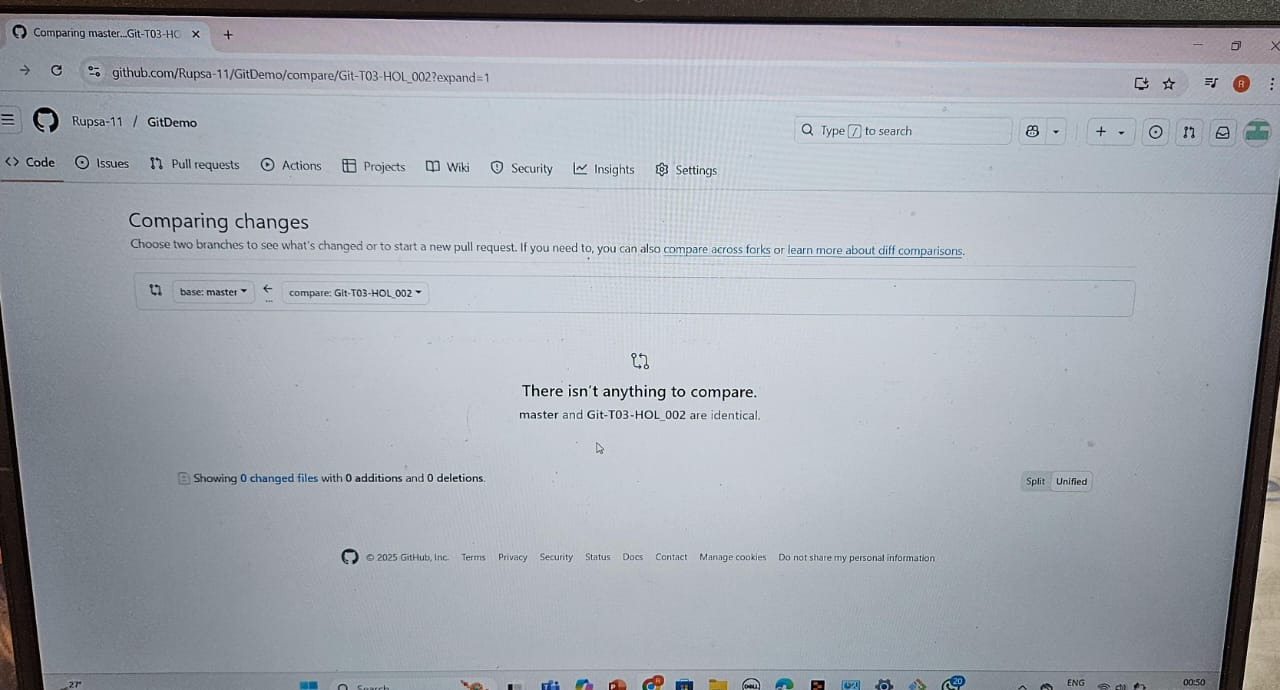 Comparing master...Git-T03-HO
github.com/Rupsa-11/GitDemo/compare/Git-T03-HOL_002?expand=1
R
Rupsa-11 / GitDemo
Type / to search
Code Issues Pull requests Actions Projects Wiki Security Insights Settings
Comparing changes
Choose two branches to see what's changed or to start a new pull request. If you need to, you can also compare across forks or learn more about diff comparisons.
base: master ... compare: Git-T03-HOL_002
There isn't anything to compare.
master and Git-T03-HOL_002 are identical.
Showing 0 changed files with 0 additions and 0 deletions.
Split Unified
© 2025 GitHub, Inc. Terms Privacy Security Status Docs Contact Manage cookies Do not share my personal information
27° Search DELL 20 ENG 00:50